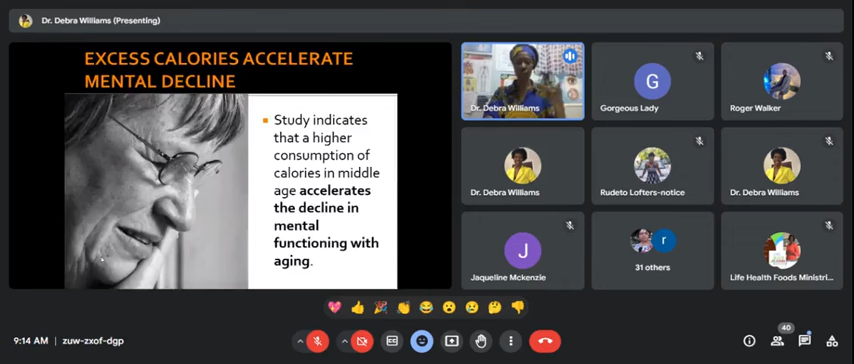 Dr. Debra Williams (Presenting)
EXCESS CALORIES ACCELERATE
MENTAL DECLINE
▪ Study indicates
that a higher
consumption of
calories in middle
age accelerates
the decline in
mental
functioning with
aging.
Dr. Debra Williams
G
Gorgeous Lady
Roger Walker
Dr. Debra Williams
Rudeto Lofters-notice
Dr. Debra Williams
J
Jaqueline Mckenzie
r
31 others
Life Health Foods Ministri...
9:14 AM | zuw-zxof-dgp
CC
40